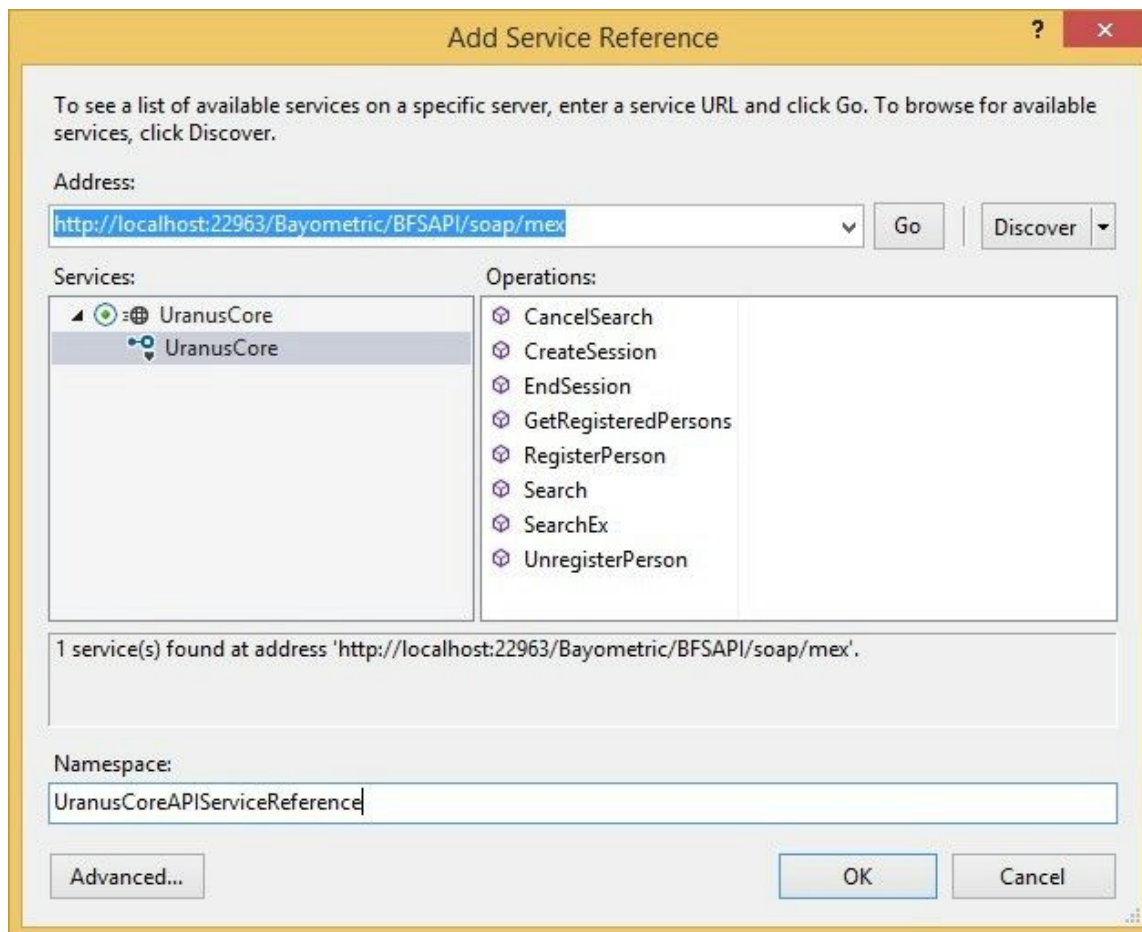 Add Service Reference
?
To see a list of available services on a specific server, enter a service URL and click Go. To browse for available
services, click Discover.
Address:
http://localhost:22963/Bayometric/BFSAPI/soap/mex
Go
Discover
Services:
Operations:
UranusCore
UranusCore
CancelSearch
CreateSession
EndSession
GetRegisteredPersons
RegisterPerson
Search
SearchEx
UnregisterPerson
1 service(s) found at address 'http://localhost:22963/Bayometric/BFSAPI/soap/mex'.
Namespace:
UranusCoreAPIServiceReference
Advanced...
OK
Cancel